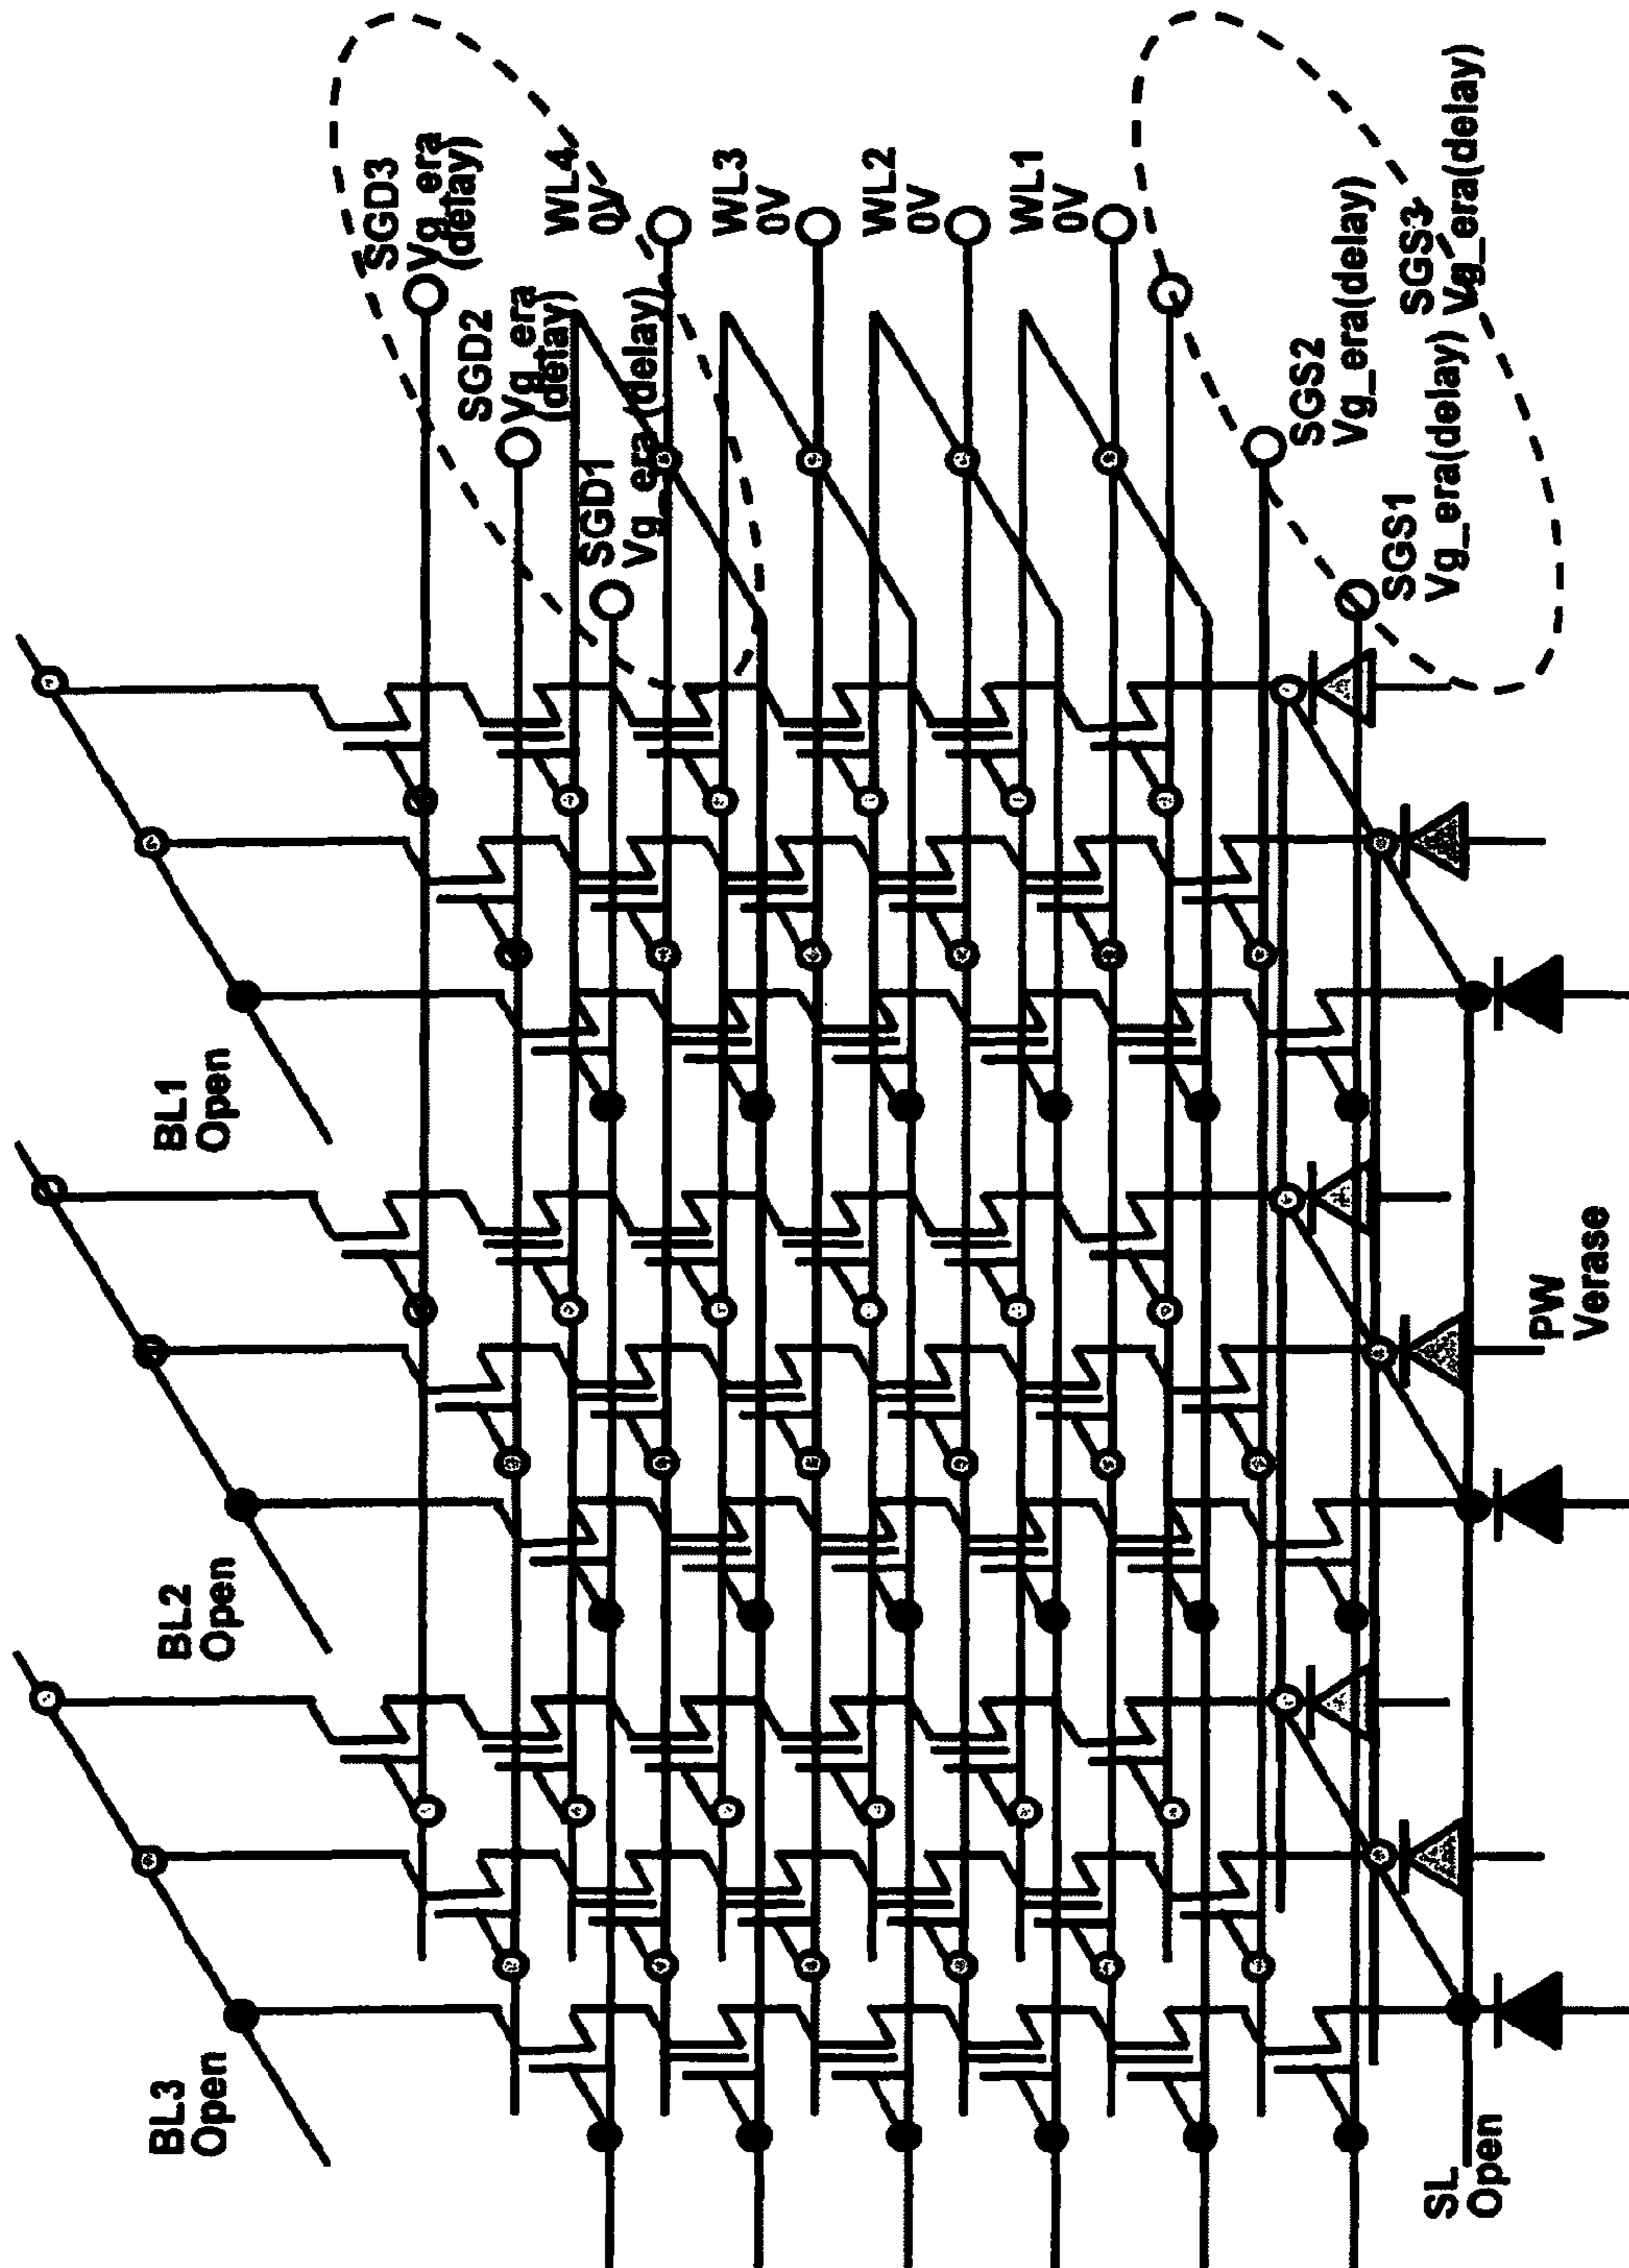 BL3
Open
BL2
Open
BL1
Open
SGD3
Vg_era
(delay)
SGD2
Vg_era
(delay)
SGD1
Vg_era(delay)
WL4
0V
WL3
0V
WL2
0V
WL1
0V
SGS2
Vg_era(delay)
SGS3
Vg_era(delay)
SGS1
Vg_era(delay)
SL
Open
PW
Verase